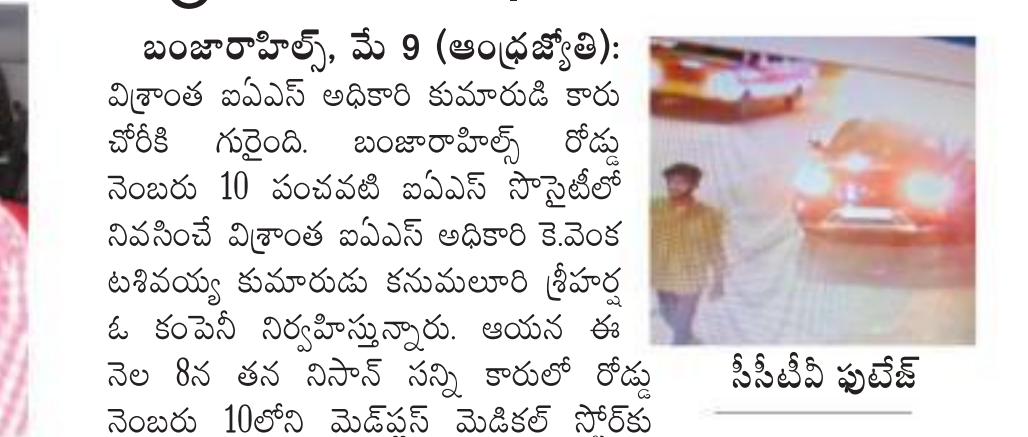 బంజారాహిల్స్, మే 9 (ఆంధ్రజ్యోతి):
విశ్రాంత ఐఏఎస్ అధికారి కుమారుడి కారు
చోరీకి గురైంది. బంజారాహిల్స్ రోడ్డు
నెంబరు 10 పంచవటి ఐఏఎస్ సొసైటీలో
నివసించే విశ్రాంత ఐఏఎస్ అధికారి కె.వెంక
టశివయ్య కుమారుడు కనుమలూరి శ్రీహర్ష
ఓ కంపెనీ నిర్వహిస్తున్నారు. ఆయన ఈ
నెల 8న తన నిసాన్ సన్ని కారులో రోడ్డు
నెంబరు 10లోని మెడ్‌ప్లస్ మెడికల్ స్టోర్‌కు
సీసీటీవీ ఫుటేజ్